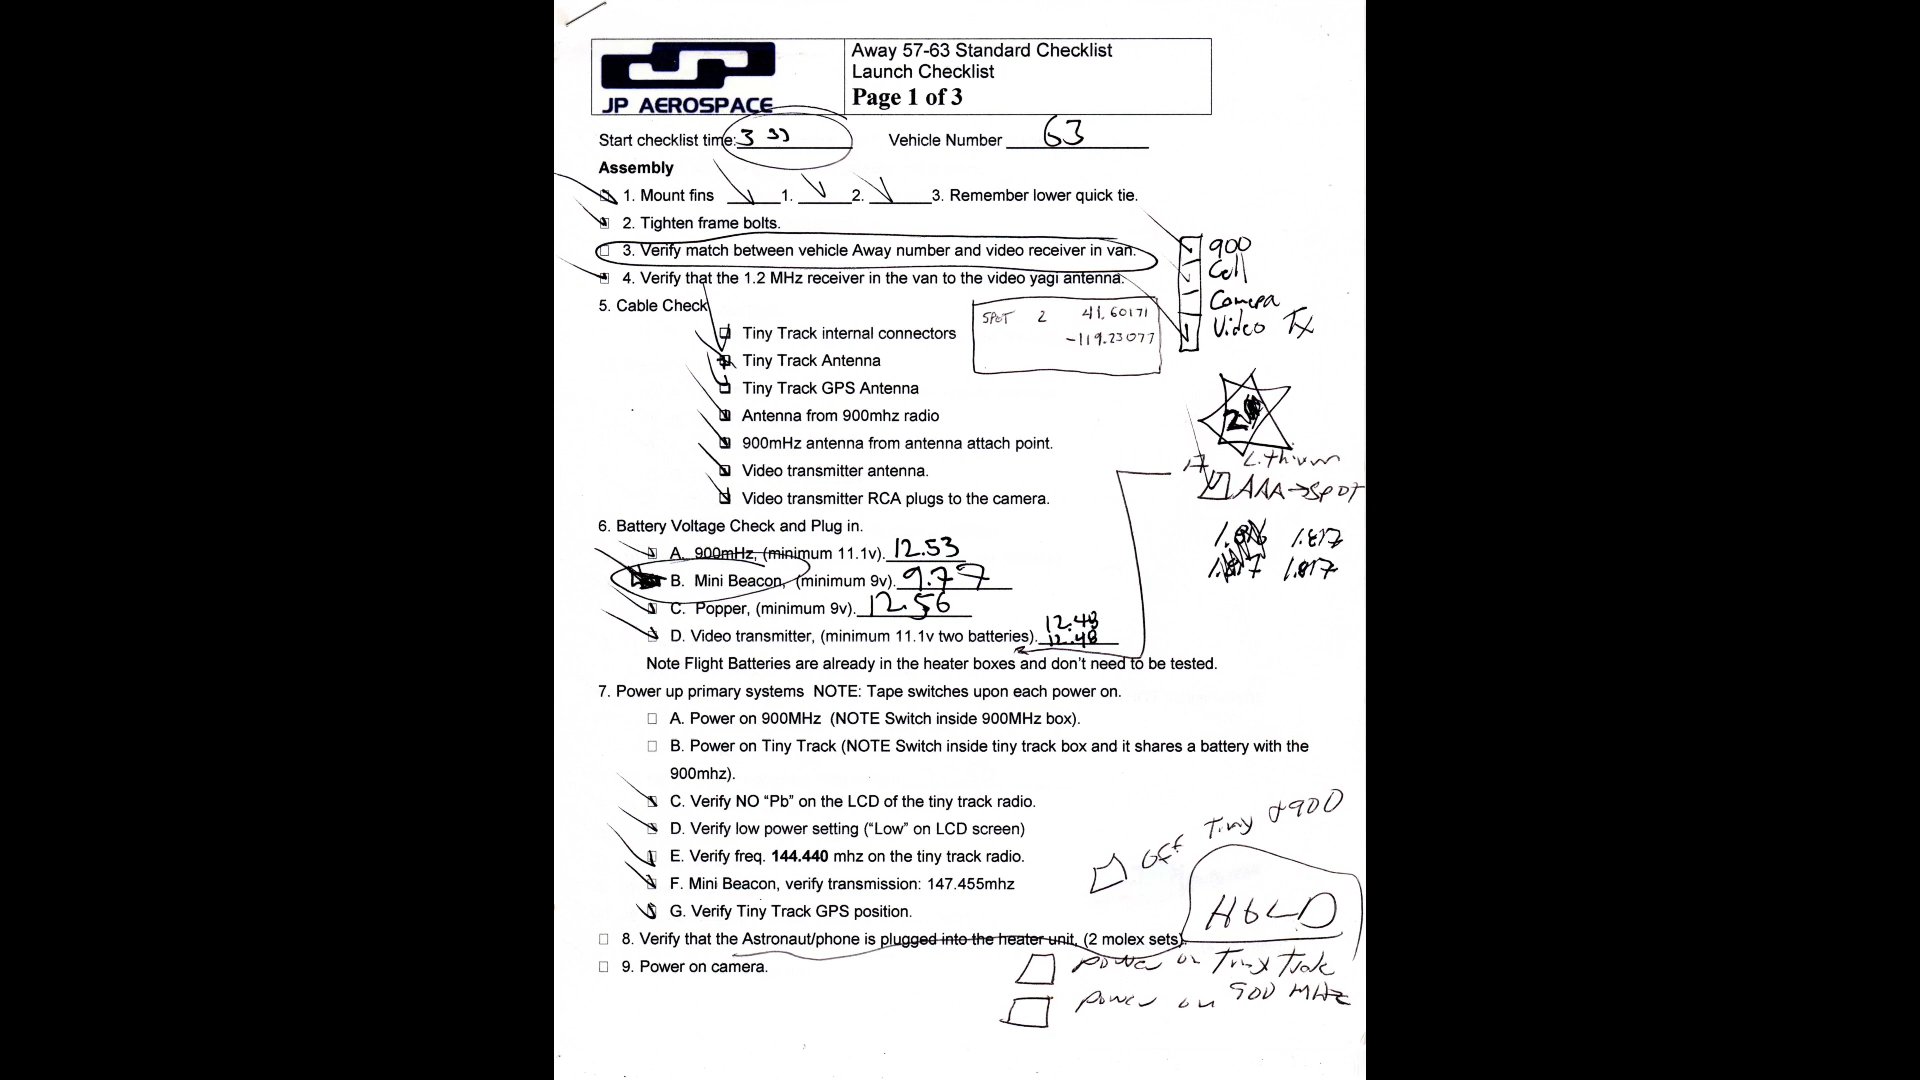 Away 57-63 Standard Checklist
Launch Checklist
Page 1 of 3
JP AEROSPACE
Start checklist time: 3 Vehicle Number 63
Assembly
1. Mount fins 1. 2. 3. Remember lower quick tie.
2. Tighten frame bolts.
3. Verify match between vehicle Away number and video receiver in van.
4. Verify that the 1.2 MHz receiver in the van to the video yagi antenna.
900
Cell
Camera
Video Tx
5. Cable Check
SPOT 2 41.60171
-119.23077
Tiny Track internal connectors
Tiny Track Antenna
Tiny Track GPS Antenna
Antenna from 900mhz radio
900mHz antenna from antenna attach point.
Video transmitter antenna.
Video transmitter RCA plugs to the camera.
2
Lithium
AAA→SPOT
1.817
1.817
6. Battery Voltage Check and Plug in.
A. 900mHz, (minimum 11.1v). 12.53
B. Mini Beacon, (minimum 9v). 9.77
C. Popper, (minimum 9v). 12.56
D. Video transmitter, (minimum 11.1v two batteries). 12.48
12.48
Note Flight Batteries are already in the heater boxes and don't need to be tested.
7. Power up primary systems NOTE: Tape switches upon each power on.
A. Power on 900MHz (NOTE Switch inside 900MHz box).
B. Power on Tiny Track (NOTE Switch inside tiny track box and it shares a battery with the
900mhz).
C. Verify NO “Pb” on the LCD of the tiny track radio.
D. Verify low power setting (“Low” on LCD screen)
E. Verify freq. 144.440 mhz on the tiny track radio.
F. Mini Beacon, verify transmission: 147.455mhz
G. Verify Tiny Track GPS position.
Off Tiny & 900
HOLD
8. Verify that the Astronaut/phone is plugged into the heater unit, (2 molex sets).
9. Power on camera.
power on Tiny Trak
power on 900 MHz